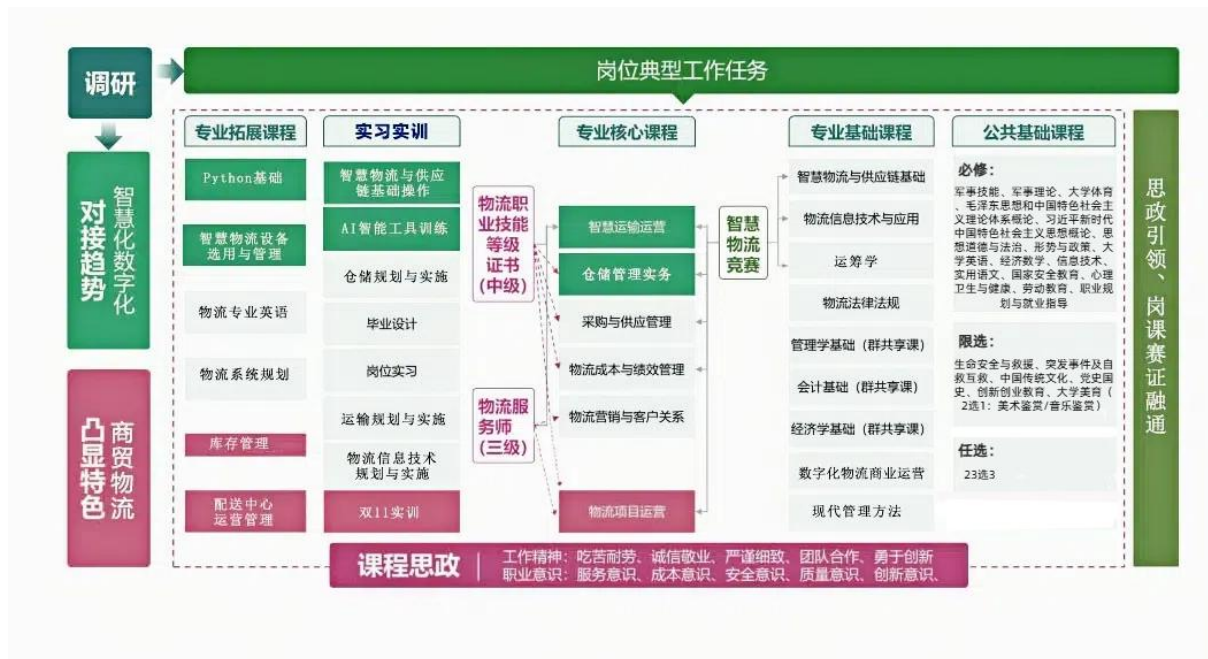 调研
岗位典型工作任务
对接趋势
智慧化数字化
凸显特色
商贸物流
专业拓展课程
Python基础
智慧物流设备
选用与管理
物流专业英语
物流系统规划
库存管理
配送中心
运营管理
实习实训
智慧物流与供应
链基础操作
AI智能工具训练
仓储规划与实施
毕业设计
岗位实习
运输规划与实施
物流信息技术
规划与实施
双11实训
物流职
业技能
等级
证书
(中级)
物流服
务师
(三级)
专业核心课程
智慧运输运营
仓储管理实务
采购与供应管理
物流成本与绩效管理
物流营销与客户关系
物流项目运营
智慧
物流
竞赛
专业基础课程
智慧物流与供应链基础
物流信息技术与应用
运筹学
物流法律法规
管理学基础（群共享课）
会计基础（群共享课）
经济学基础（群共享课）
数字化物流商业运营
现代管理方法
公共基础课程
必修：
军事技能、军事理论、大学体育
、毛泽东思想和中国特色社会主
义理论体系概论、习近平新时代
中国特色社会主义思想概论、思
想道德与法治、形势与政策、大
学英语、经济数学、信息技术、
实用语文、国家安全教育、心理
卫生与健康、劳动教育、职业规
划与就业指导
限选：
生命安全与救援、突发事件及自
救互救、中国传统文化、党史国
史、创新创业教育、大学美育（
2选1：美术鉴赏/音乐鉴赏）
任选：
23选3
思政引领、岗课赛证融通
课程思政
工作精神：吃苦耐劳、诚信敬业、严谨细致、团队合作、勇于创新
职业意识：服务意识、成本意识、安全意识、质量意识、创新意识、